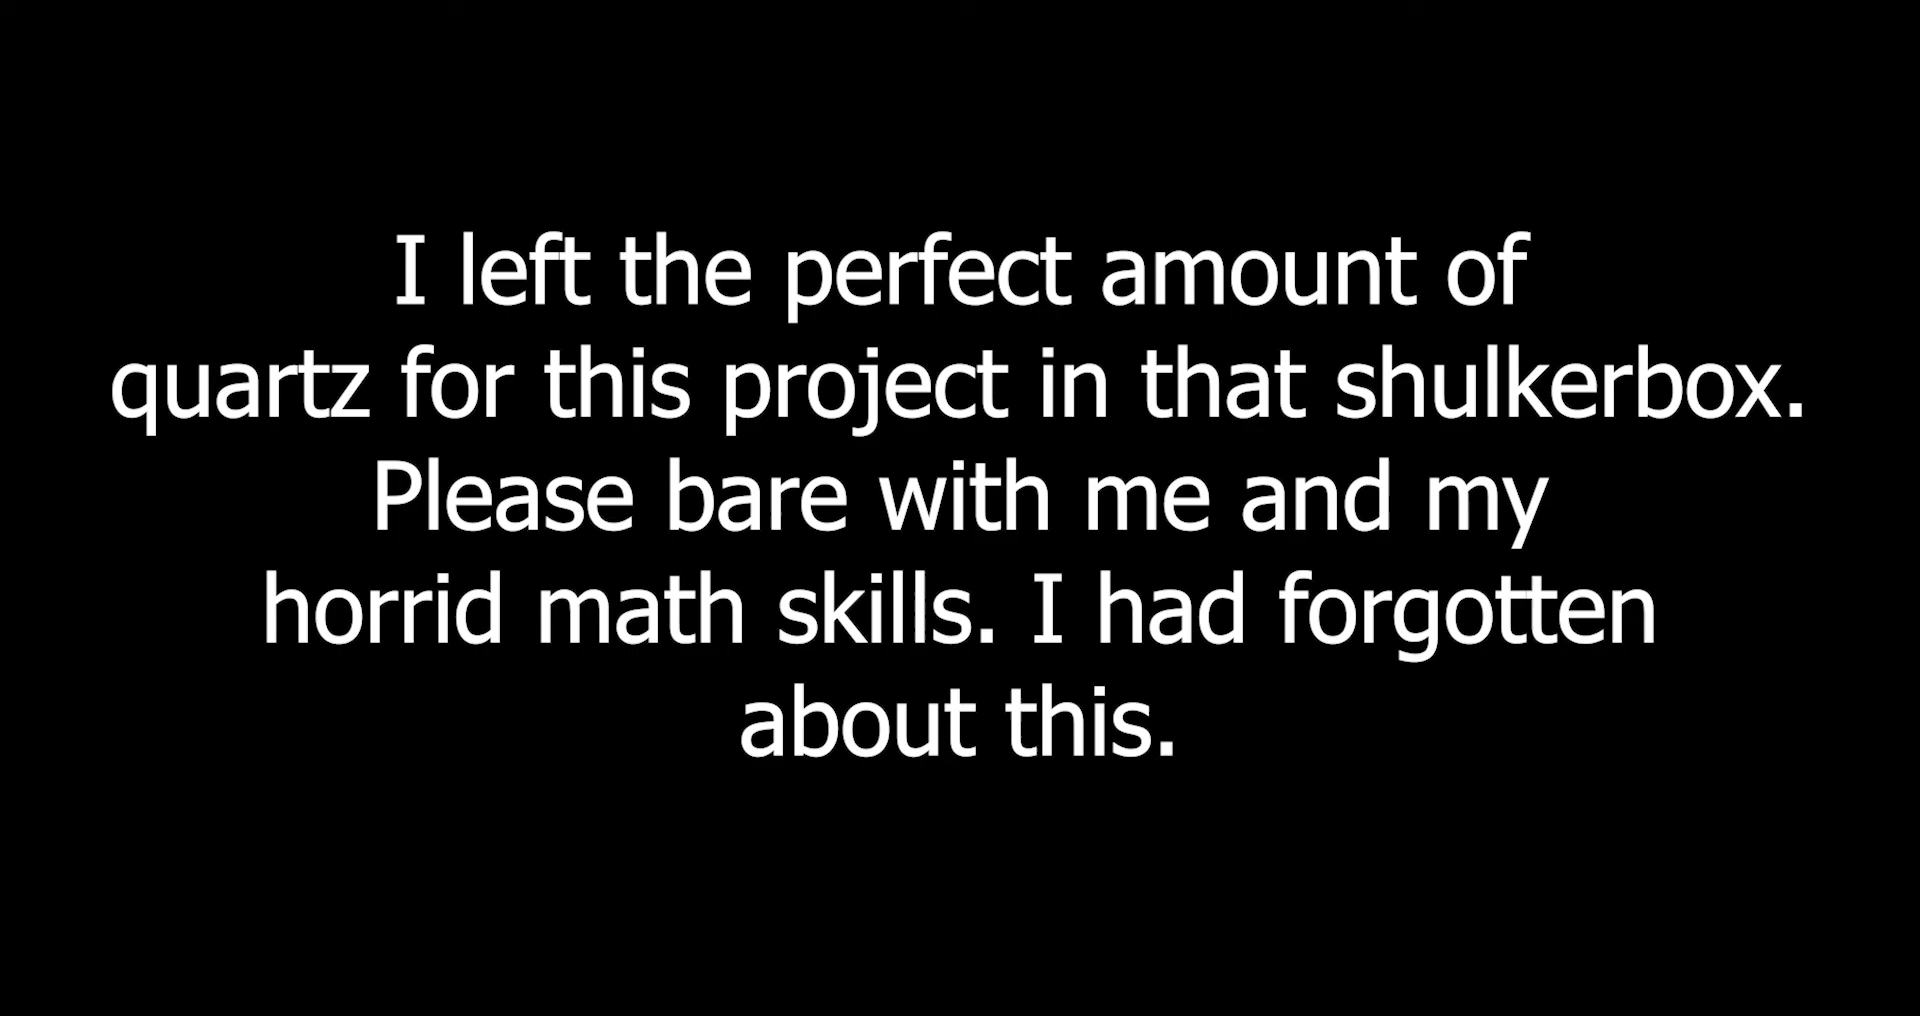 I left the perfect amount of
quartz for this project in that shulkerbox.
Please bare with me and my
horrid math skills. I had forgotten
about this.